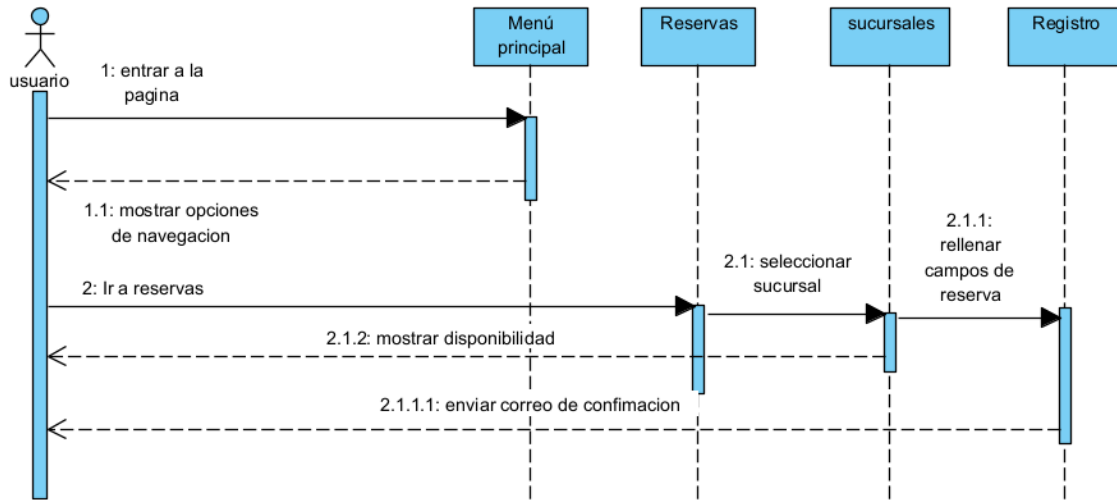 Menú
principal
Reservas
sucursales
Registro
usuario
1: entrar a la
pagina
1.1: mostrar opciones
de navegacion
2.1.1:
rellenar
campos de
reserva
2.1: seleccionar
sucursal
2: Ir a reservas
2.1.2: mostrar disponibilidad
2.1.1.1: enviar correo de confimacion